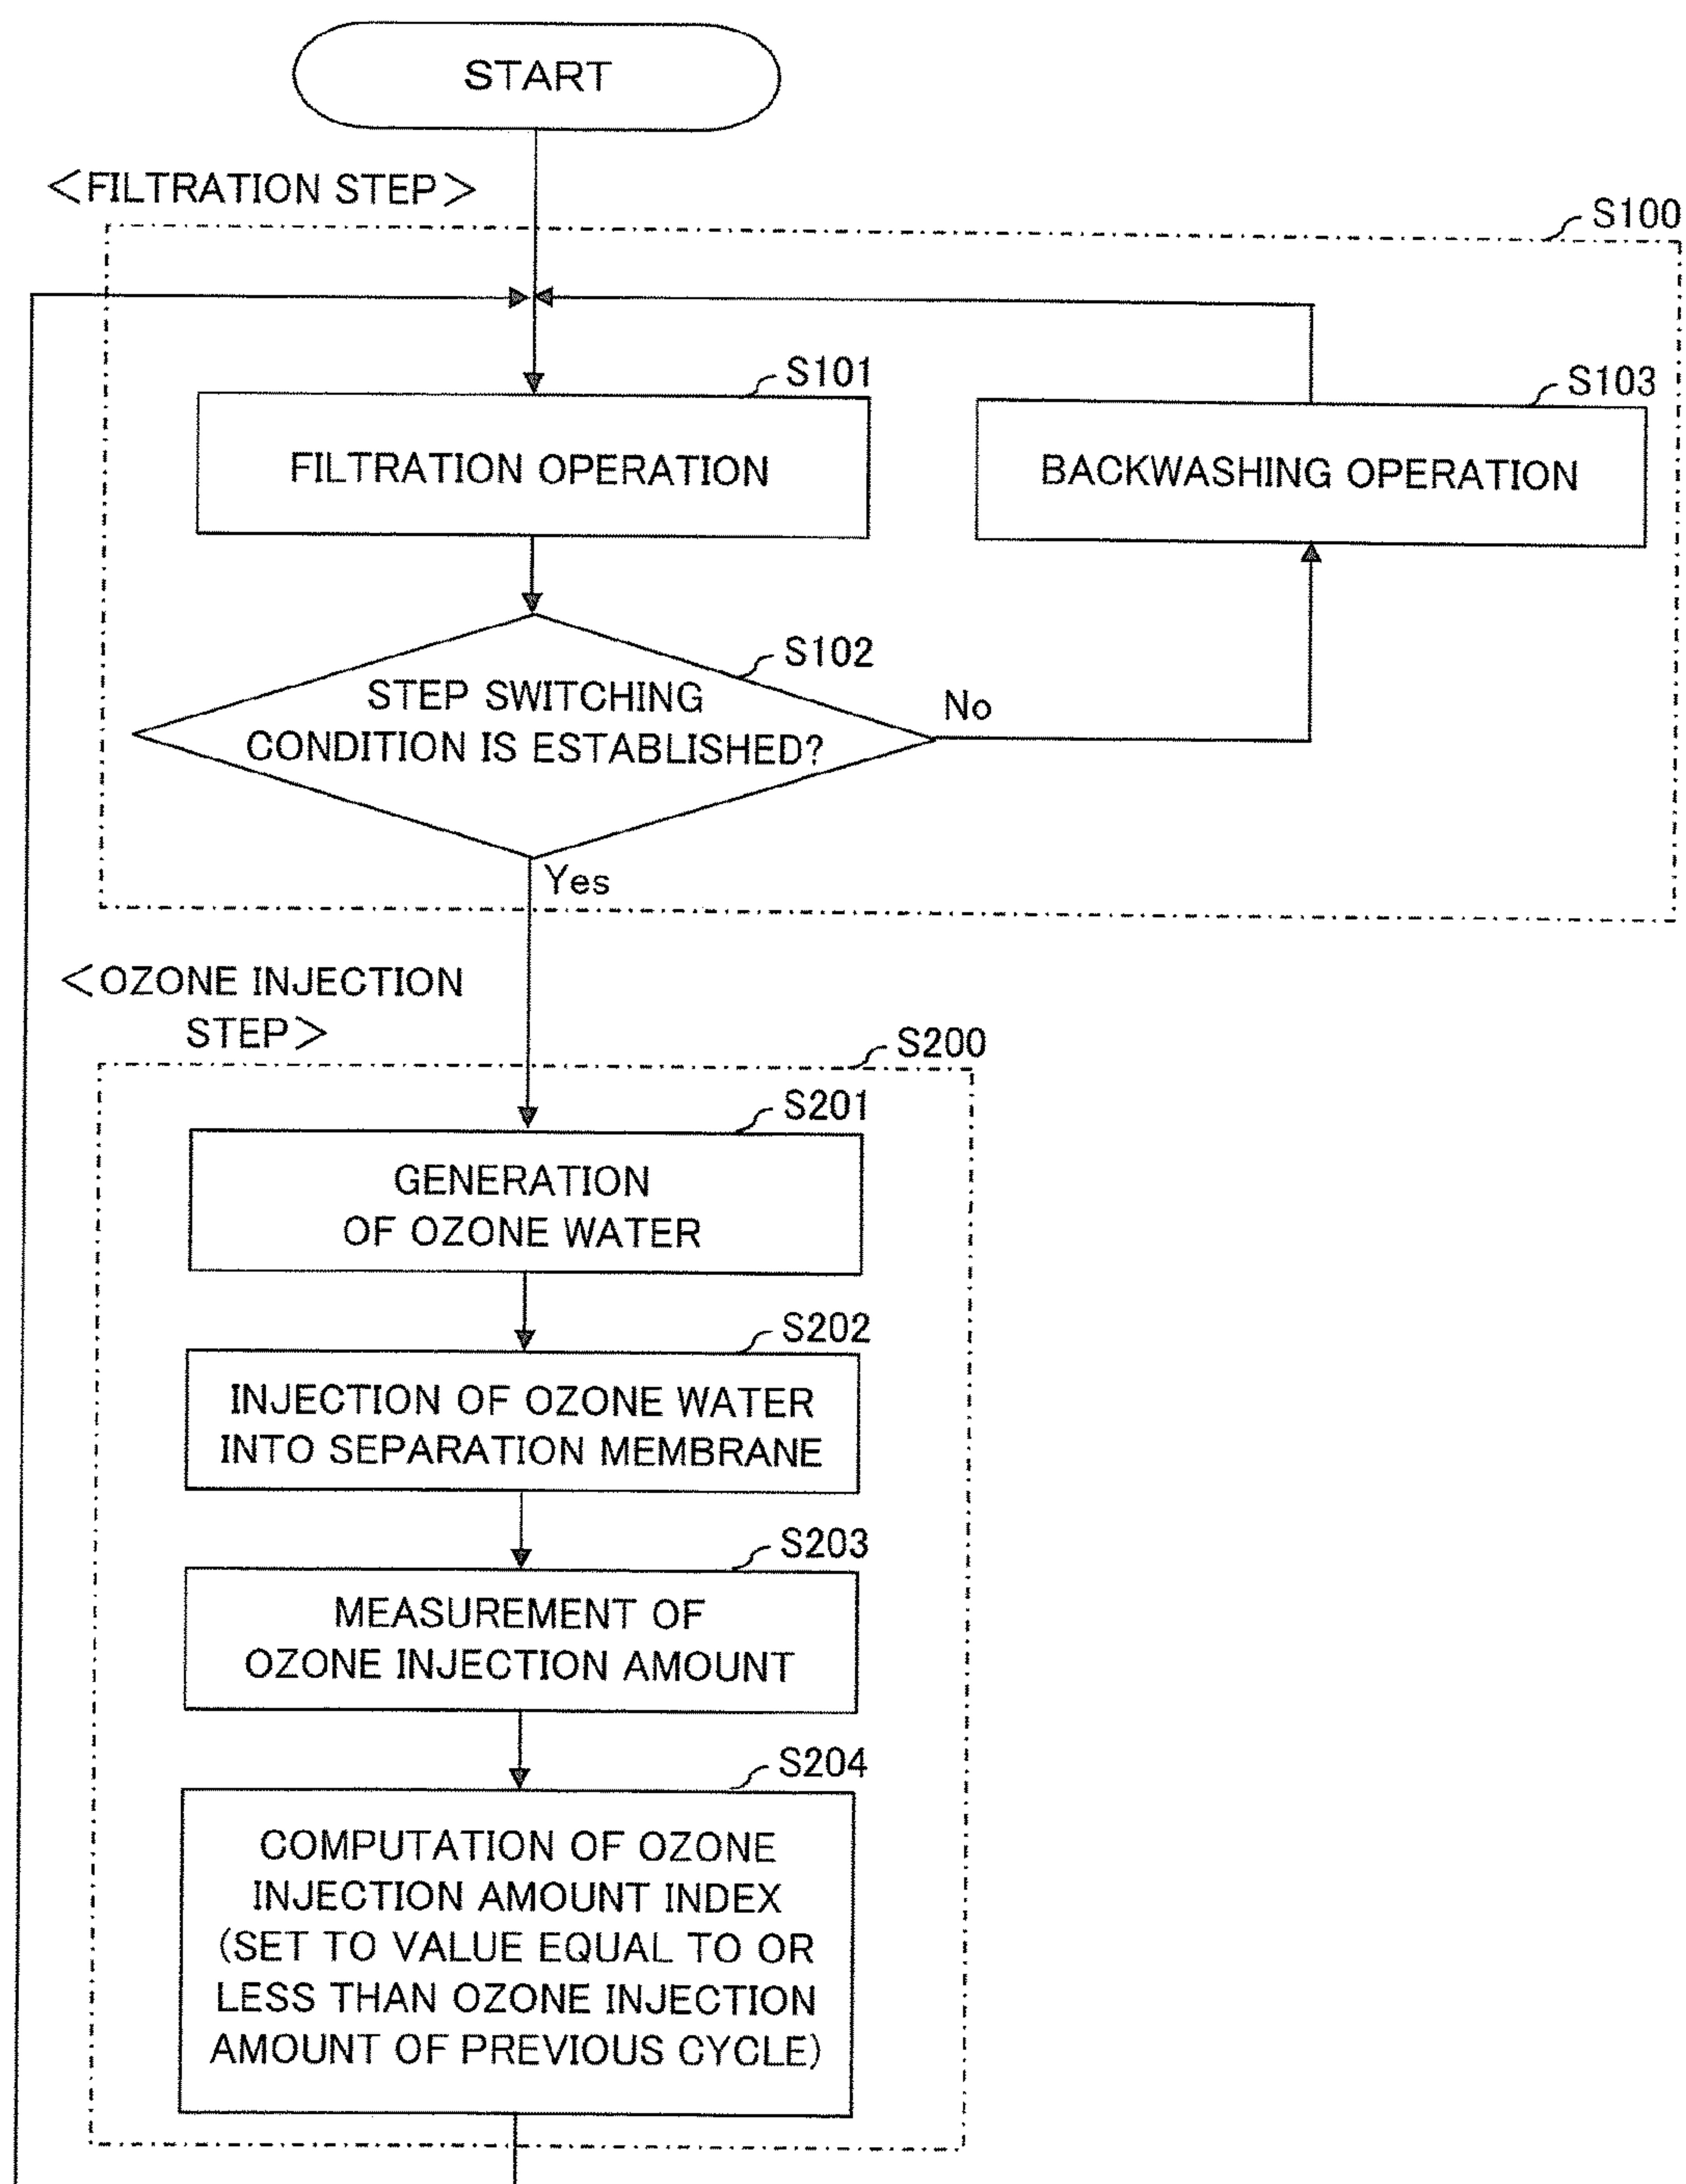 START
<FILTRATION STEP>
S100
S101
FILTRATION OPERATION
S103
BACKWASHING OPERATION
S102
STEP SWITCHING
CONDITION IS ESTABLISHED?
No
Yes
<OZONE INJECTION
STEP>
S200
S201
GENERATION
OF OZONE WATER
S202
INJECTION OF OZONE WATER
INTO SEPARATION MEMBRANE
S203
MEASUREMENT OF
OZONE INJECTION AMOUNT
S204
COMPUTATION OF OZONE
INJECTION AMOUNT INDEX
(SET TO VALUE EQUAL TO OR
LESS THAN OZONE INJECTION
AMOUNT OF PREVIOUS CYCLE)